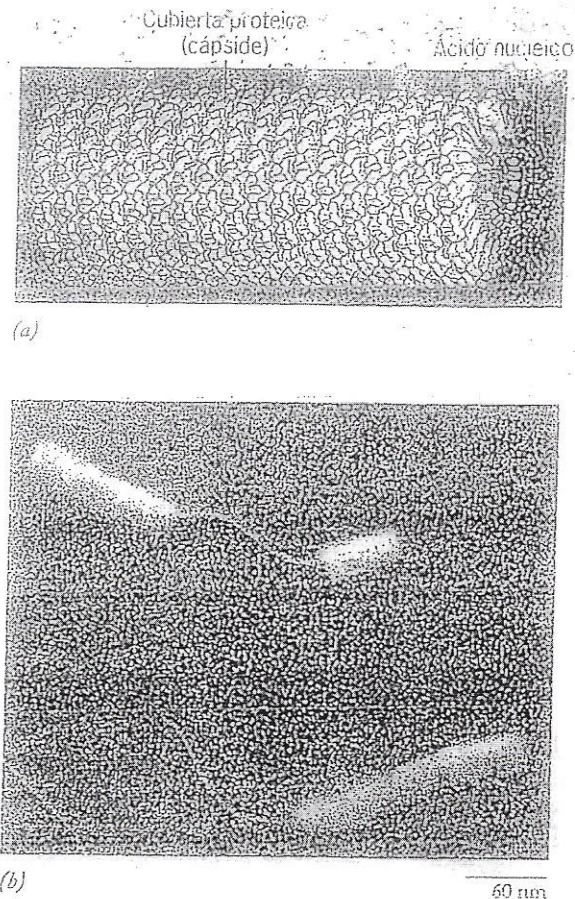 Cubierta proteica
(cápside)
Ácido nucleico
(a)
(b)
60 nm